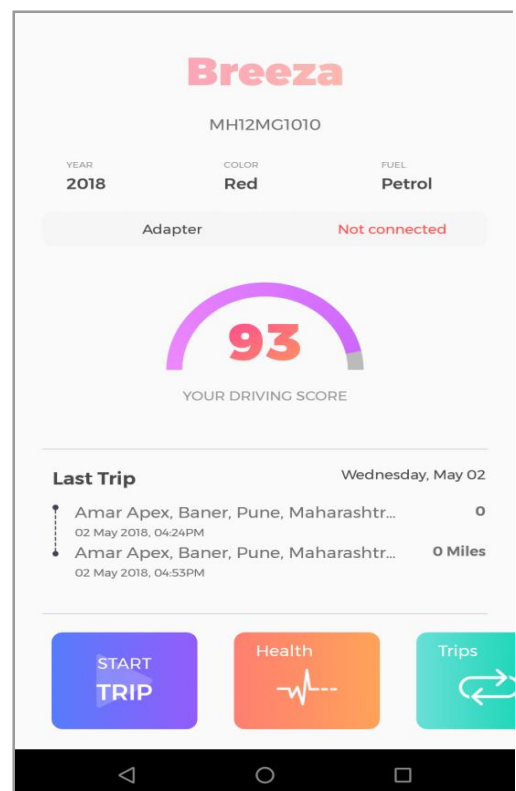 Breeza
MH12MG1010
YEAR COLOR FUEL
2018 Red Petrol
Adapter Not connected
93
YOUR DRIVING SCORE
Last Trip Wednesday, May 02
Amar Apex, Baner, Pune, Maharashtr... 0
02 May 2018, 04:24PM
Amar Apex, Baner, Pune, Maharashtr... 0 Miles
02 May 2018, 04:53PM
START
TRIP
Health
Trips